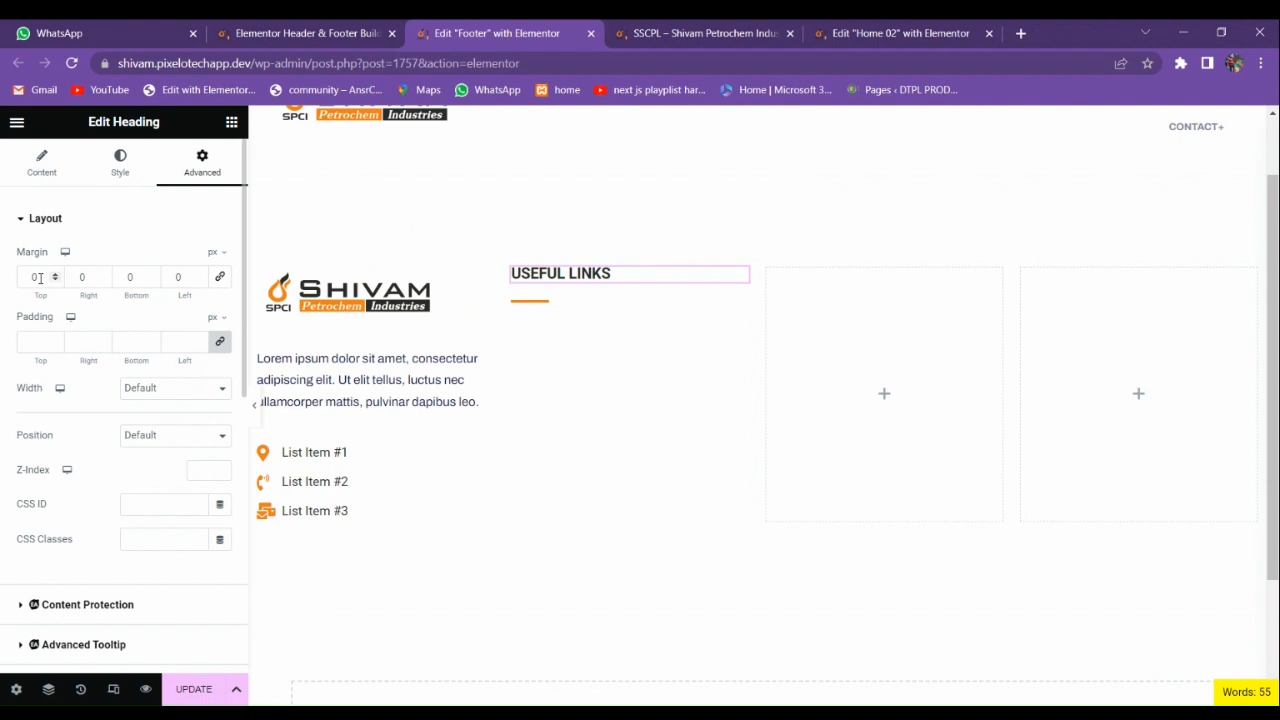 WhatsApp
Elementor Header & Footer Buil
Edit "Footer" with Elementor
SSCPL – Shivam Petrochem Indus
Edit "Home 02" with Elementor
shivam.pixelotechapp.dev/wp-admin/post.php?post=1757&action=elementor
Gmail
YouTube
Edit with Elementor...
community – AnsrC...
Maps
WhatsApp
home
next js playlist har...
Home | Microsoft 3...
Pages ‹ DTPL PROD...
Edit Heading
Content
Style
Advanced
Layout
Margin
px
0
0
0
0
Top
Right
Bottom
Left
Padding
px
Top
Right
Bottom
Left
Width
Default
Position
Default
Z-Index
CSS ID
CSS Classes
Content Protection
Advanced Tooltip
UPDATE
SPCI Petrochem Industries
CONTACT+
SHIVAM
SPCI Petrochem Industries
Lorem ipsum dolor sit amet, consectetur
adipiscing elit. Ut elit tellus, luctus nec
ullamcorper mattis, pulvinar dapibus leo.
List Item #1
List Item #2
List Item #3
USEFUL LINKS
Words: 55